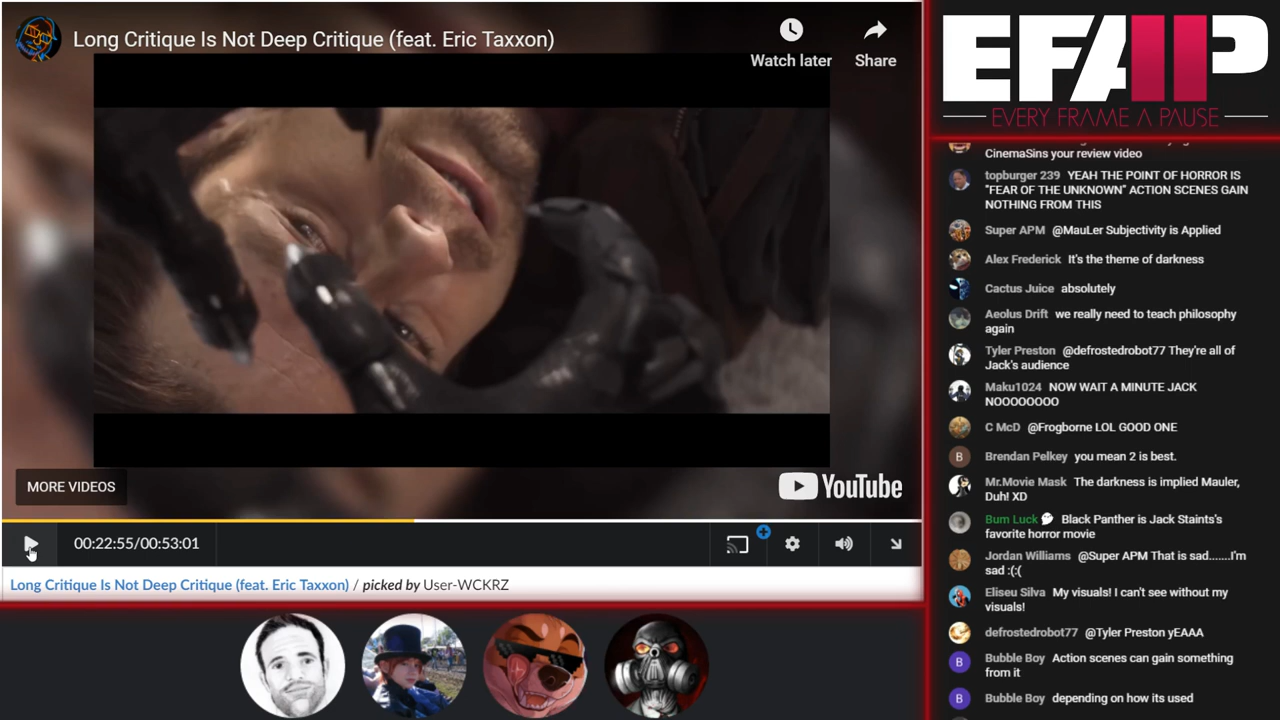 Long Critique Is Not Deep Critique (feat. Eric Taxxon)
Watch later
Share
MORE VIDEOS
YouTube
00:22:55/00:53:01
Long Critique Is Not Deep Critique (feat. Eric Taxxon) / picked by User-WCKRZ
EFAP
EVERY FRAME A PAUSE
CinemaSins your review video
topburger 239 YEAH THE POINT OF HORROR IS
"FEAR OF THE UNKNOWN" ACTION SCENES GAIN
NOTHING FROM THIS
Super APM @MauLer Subjectivity is Applied
Alex Frederick It's the theme of darkness
Cactus Juice absolutely
Aeolus Drift we really need to teach philosophy
again
Tyler Preston @defrostedrobot77 They're all of
Jack's audience
Maku1024 NOW WAIT A MINUTE JACK
NOOOOOOOO
C McD @Frogborne LOL GOOD ONE
B
Brendan Pelkey you mean 2 is best.
Mr.Movie Mask The darkness is implied Mauler,
Duh! XD
Bum Luck Black Panther is Jack Staints's
favorite horror movie
Jordan Williams @Super APM That is sad.......I'm
sad :(:(
Eliseu Silva My visuals! I can't see without my
visuals!
defrostedrobot77 @Tyler Preston yEAAA
B
Bubble Boy Action scenes can gain something
from it
B
Bubble Boy depending on how its used